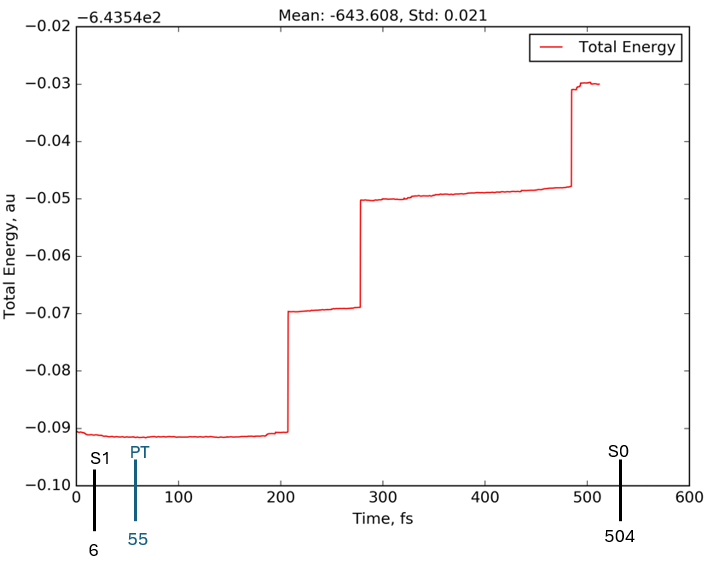 −6.4354e2
Mean: -643.608, Std: 0.021
Total Energy
−0.02
−0.03
−0.04
−0.05
−0.06
−0.07
−0.08
−0.09
−0.10
Total Energy, au
S1
PT
S0
0 100 200 300 400 500 600
Time, fs
6
55
504